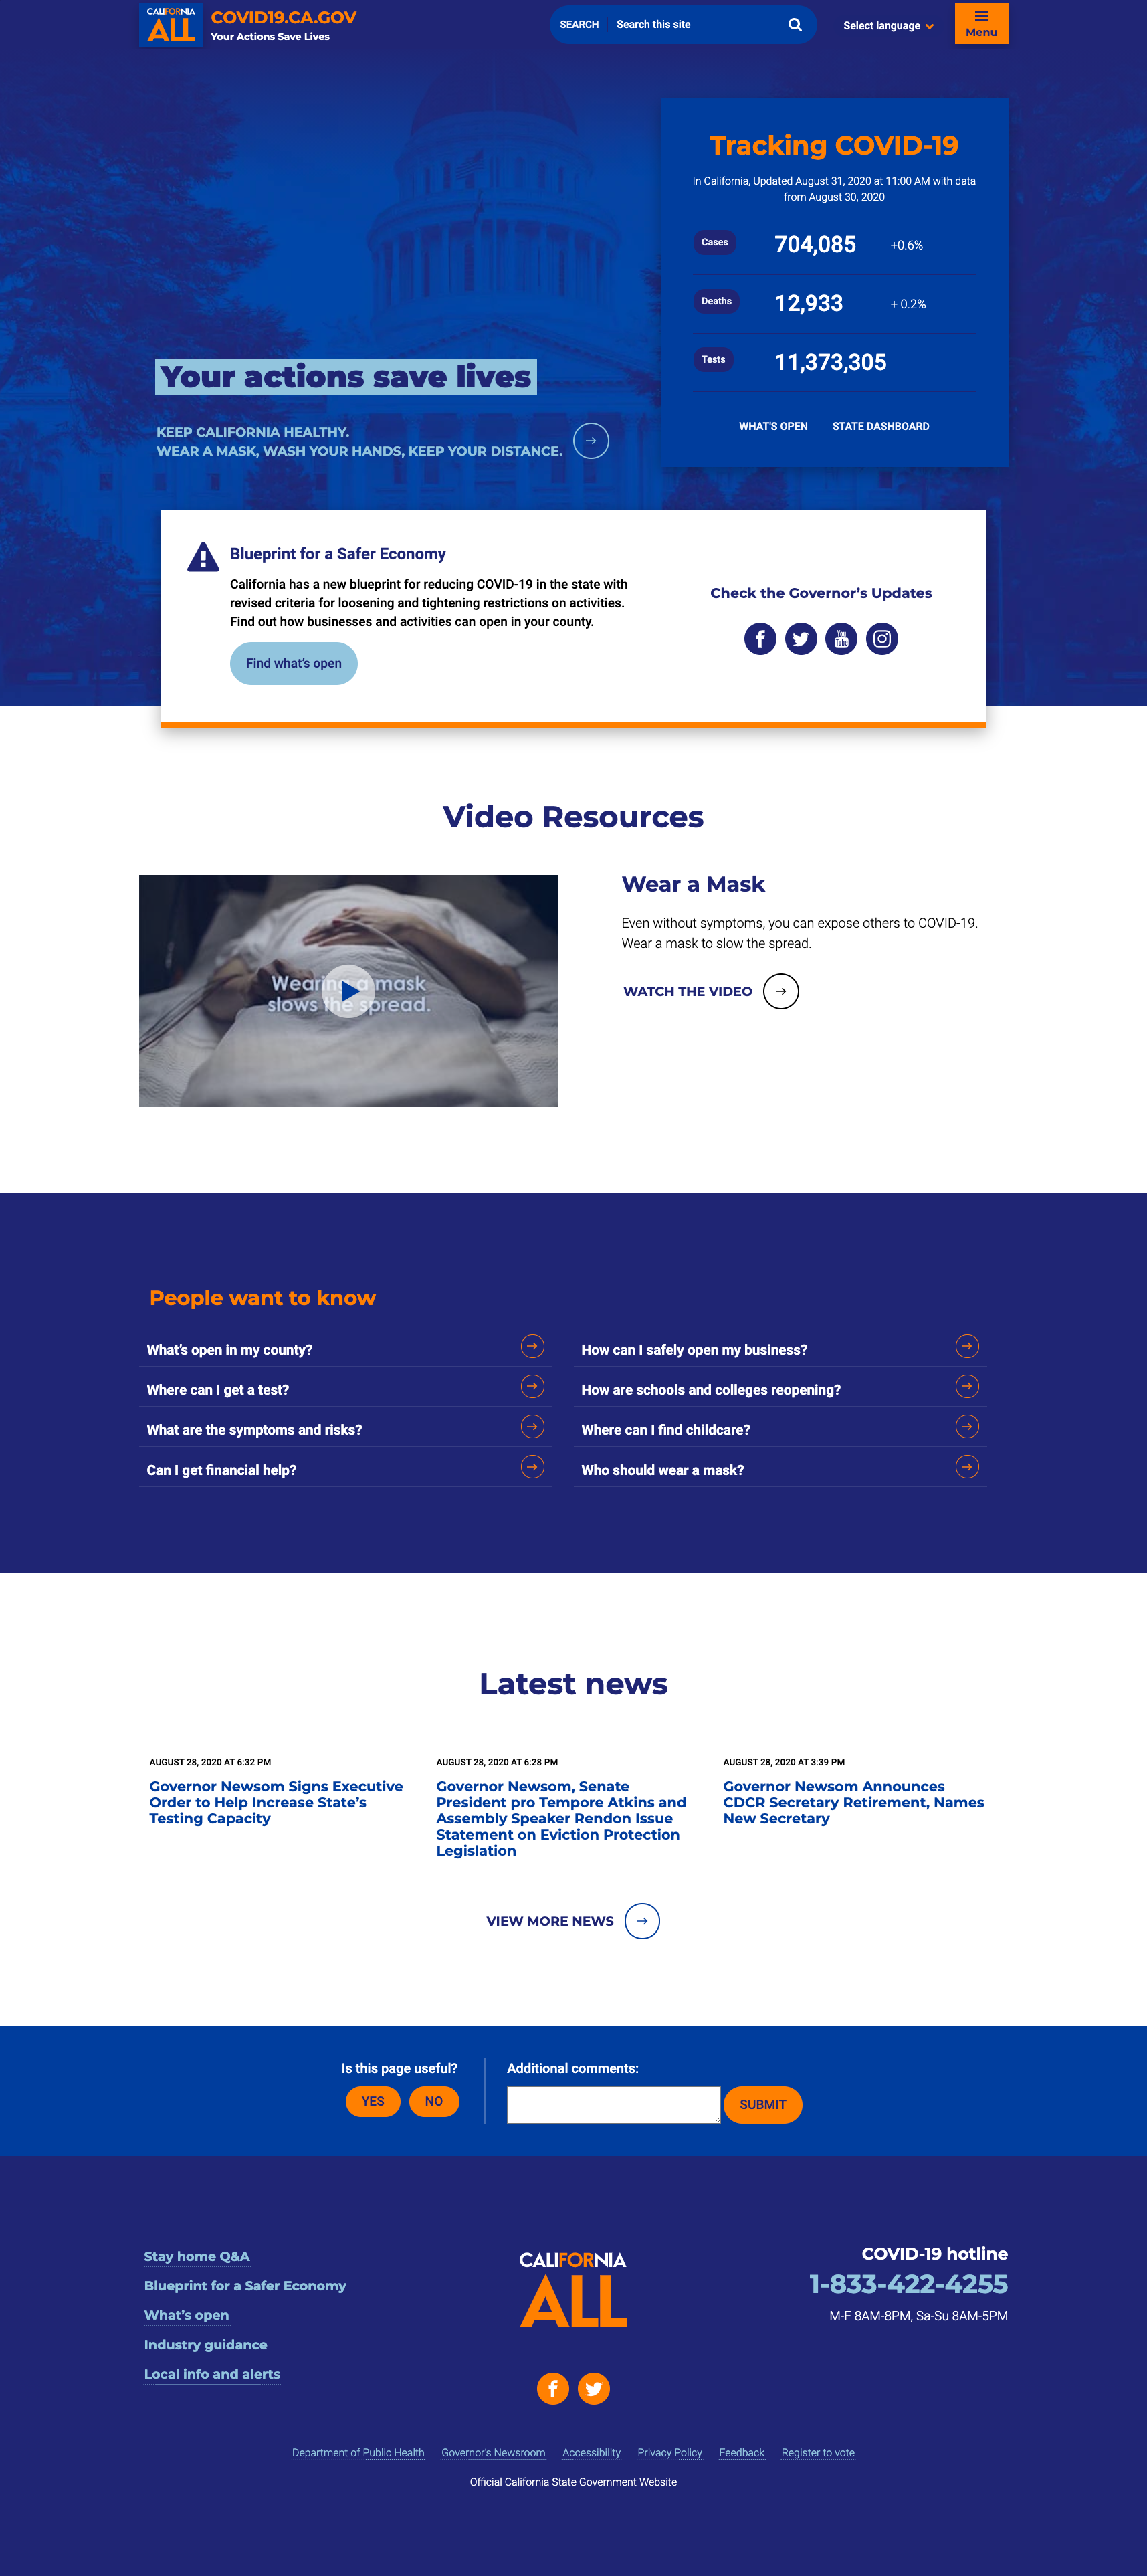 CALIFORNIA
ALL
COVID19.CA.GOV
Your Actions Save Lives
SEARCH
Search this site
Select language
Menu
Tracking COVID-19
In California, Updated August 31, 2020 at 11:00 AM with data
from August 30, 2020
Cases 704,085 +0.6%
Deaths 12,933 + 0.2%
Tests 11,373,305
WHAT'S OPEN STATE DASHBOARD
Your actions save lives
KEEP CALIFORNIA HEALTHY.
WEAR A MASK, WASH YOUR HANDS, KEEP YOUR DISTANCE.
Blueprint for a Safer Economy
California has a new blueprint for reducing COVID-19 in the state with
revised criteria for loosening and tightening restrictions on activities.
Find out how businesses and activities can open in your county.
Find what's open
Check the Governor's Updates
You
Tube
Video Resources
Wearing a mask
slows the spread.
Wear a Mask
Even without symptoms, you can expose others to COVID-19.
Wear a mask to slow the spread.
WATCH THE VIDEO
People want to know
What's open in my county?
Where can I get a test?
What are the symptoms and risks?
Can I get financial help?
How can I safely open my business?
How are schools and colleges reopening?
Where can I find childcare?
Who should wear a mask?
Latest news
AUGUST 28, 2020 AT 6:32 PM
Governor Newsom Signs Executive
Order to Help Increase State's
Testing Capacity
AUGUST 28, 2020 AT 6:28 PM
Governor Newsom, Senate
President pro Tempore Atkins and
Assembly Speaker Rendon Issue
Statement on Eviction Protection
Legislation
AUGUST 28, 2020 AT 3:39 PM
Governor Newsom Announces
CDCR Secretary Retirement, Names
New Secretary
VIEW MORE NEWS
Is this page useful?
YES NO
Additional comments:
SUBMIT
Stay home Q&A
Blueprint for a Safer Economy
What's open
Industry guidance
Local info and alerts
CALIFORNIA
ALL
COVID-19 hotline
1-833-422-4255
M-F 8AM-8PM, Sa-Su 8AM-5PM
Department of Public Health Governor's Newsroom Accessibility Privacy Policy Feedback Register to vote
Official California State Government Website